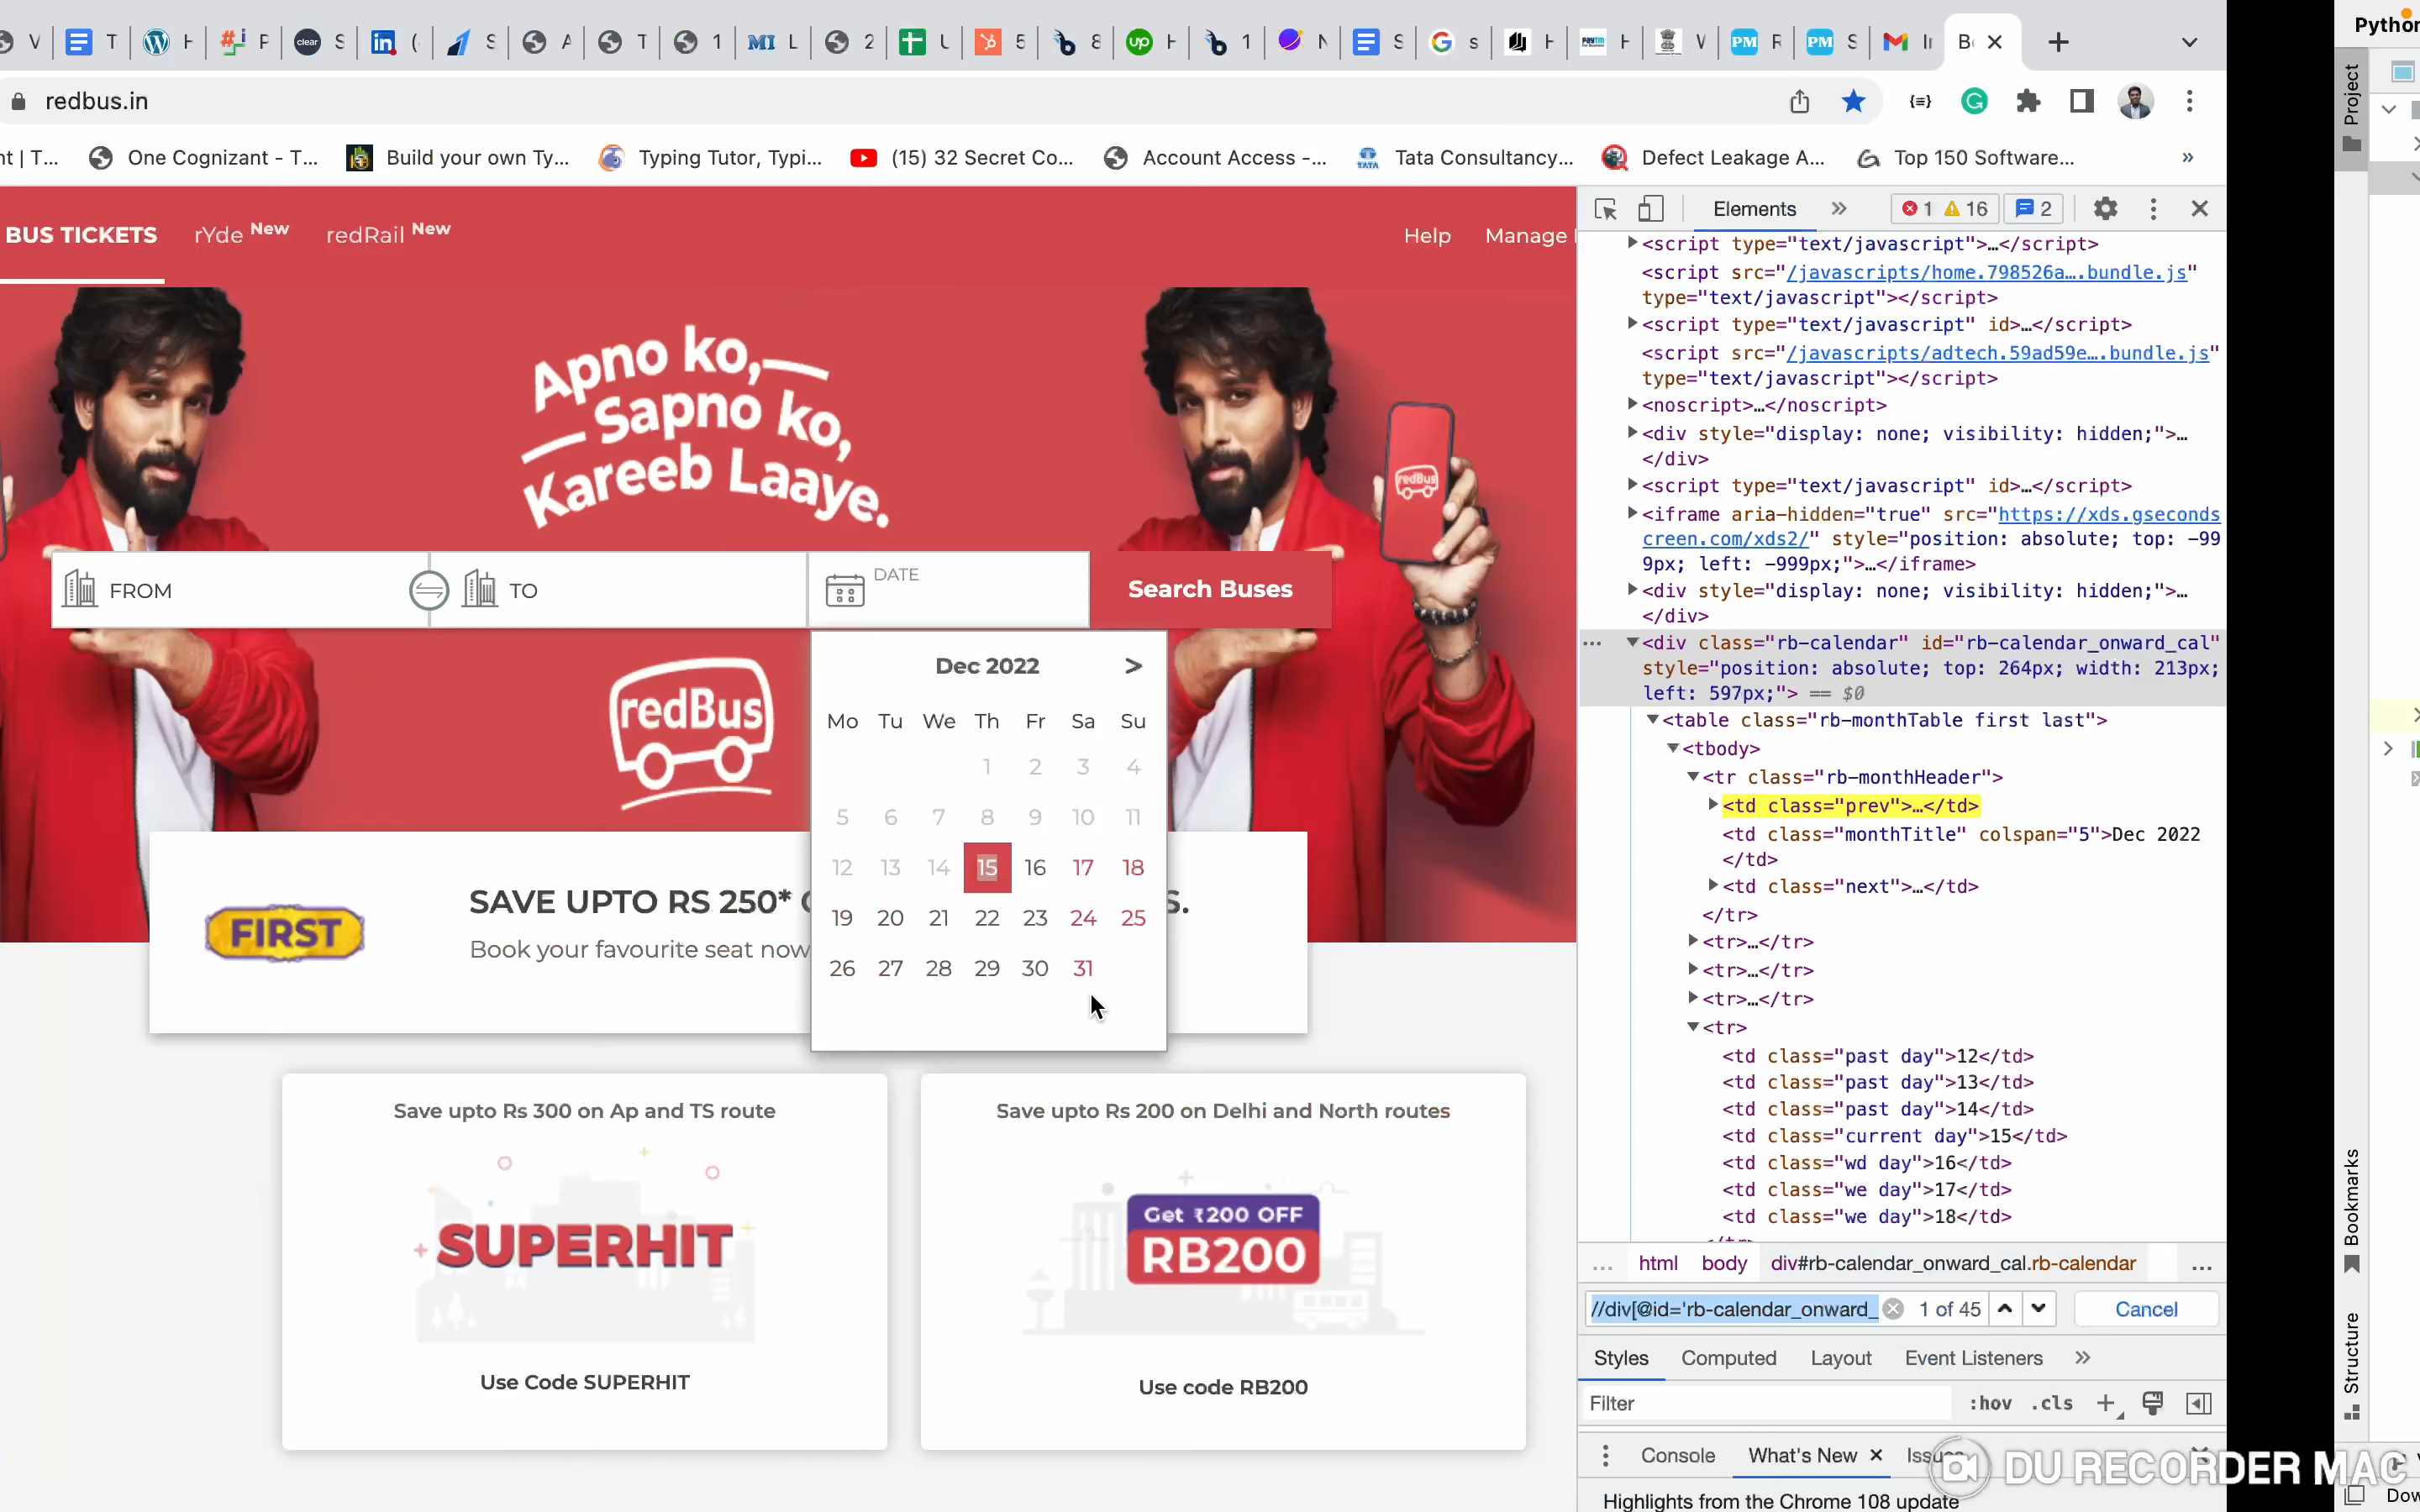 redbus.in
nt | T...
One Cognizant - T...
Build your own Ty...
Typing Tutor, Typi...
(15) 32 Secret Co...
Account Access -...
Tata Consultancy...
Defect Leakage A...
Top 150 Software...
»
BUS TICKETS
rYde New
redRail New
Help
Manage
Apno ko,
Sapno ko,
Kareeb Laaye.
redBus
FROM
TO
DATE
Search Buses
redBus
Dec 2022 >
Mo Tu We Th Fr Sa Su
1 2 3 4
5 6 7 8 9 10 11
12 13 14 15 16 17 18
19 20 21 22 23 24 25
26 27 28 29 30 31
FIRST
SAVE UPTO RS 250*
S.
Book your favourite seat now
Save upto Rs 300 on Ap and TS route
SUPERHIT
Use Code SUPERHIT
Save upto Rs 200 on Delhi and North routes
Get ₹200 OFF
RB200
Use code RB200
Elements » 1 16 2
<script type="text/javascript">…</script>
<script src="/javascripts/home.798526a….bundle.js"
type="text/javascript"></script>
<script type="text/javascript" id>…</script>
<script src="/javascripts/adtech.59ad59e….bundle.js"
type="text/javascript"></script>
<noscript>…</noscript>
<div style="display: none; visibility: hidden;">…
</div>
<script type="text/javascript" id>…</script>
<iframe aria-hidden="true" src="https://xds.gseconds
creen.com/xds2/" style="position: absolute; top: -99
9px; left: -999px;">…</iframe>
<div style="display: none; visibility: hidden;">…
</div>
<div class="rb-calendar" id="rb-calendar_onward_cal"
style="position: absolute; top: 264px; width: 213px;
left: 597px;"> == $0
<table class="rb-monthTable first last">
<tbody>
<tr class="rb-monthHeader">
<td class="prev">…</td>
<td class="monthTitle" colspan="5">Dec 2022
</td>
<td class="next">…</td>
</tr>
<tr>…</tr>
<tr>…</tr>
<tr>…</tr>
<tr>
<td class="past day">12</td>
<td class="past day">13</td>
<td class="past day">14</td>
<td class="current day">15</td>
<td class="wd day">16</td>
<td class="we day">17</td>
<td class="we day">18</td>
... html body div#rb-calendar_onward_cal.rb-calendar ...
//div[@id='rb-calendar_onward_ 1 of 45 Cancel
Styles Computed Layout Event Listeners »
Filter :hov .cls
Console What's New Issu
Highlights from the Chrome 108 update
DU RECORDER MAC
Project
Bookmarks
Structure